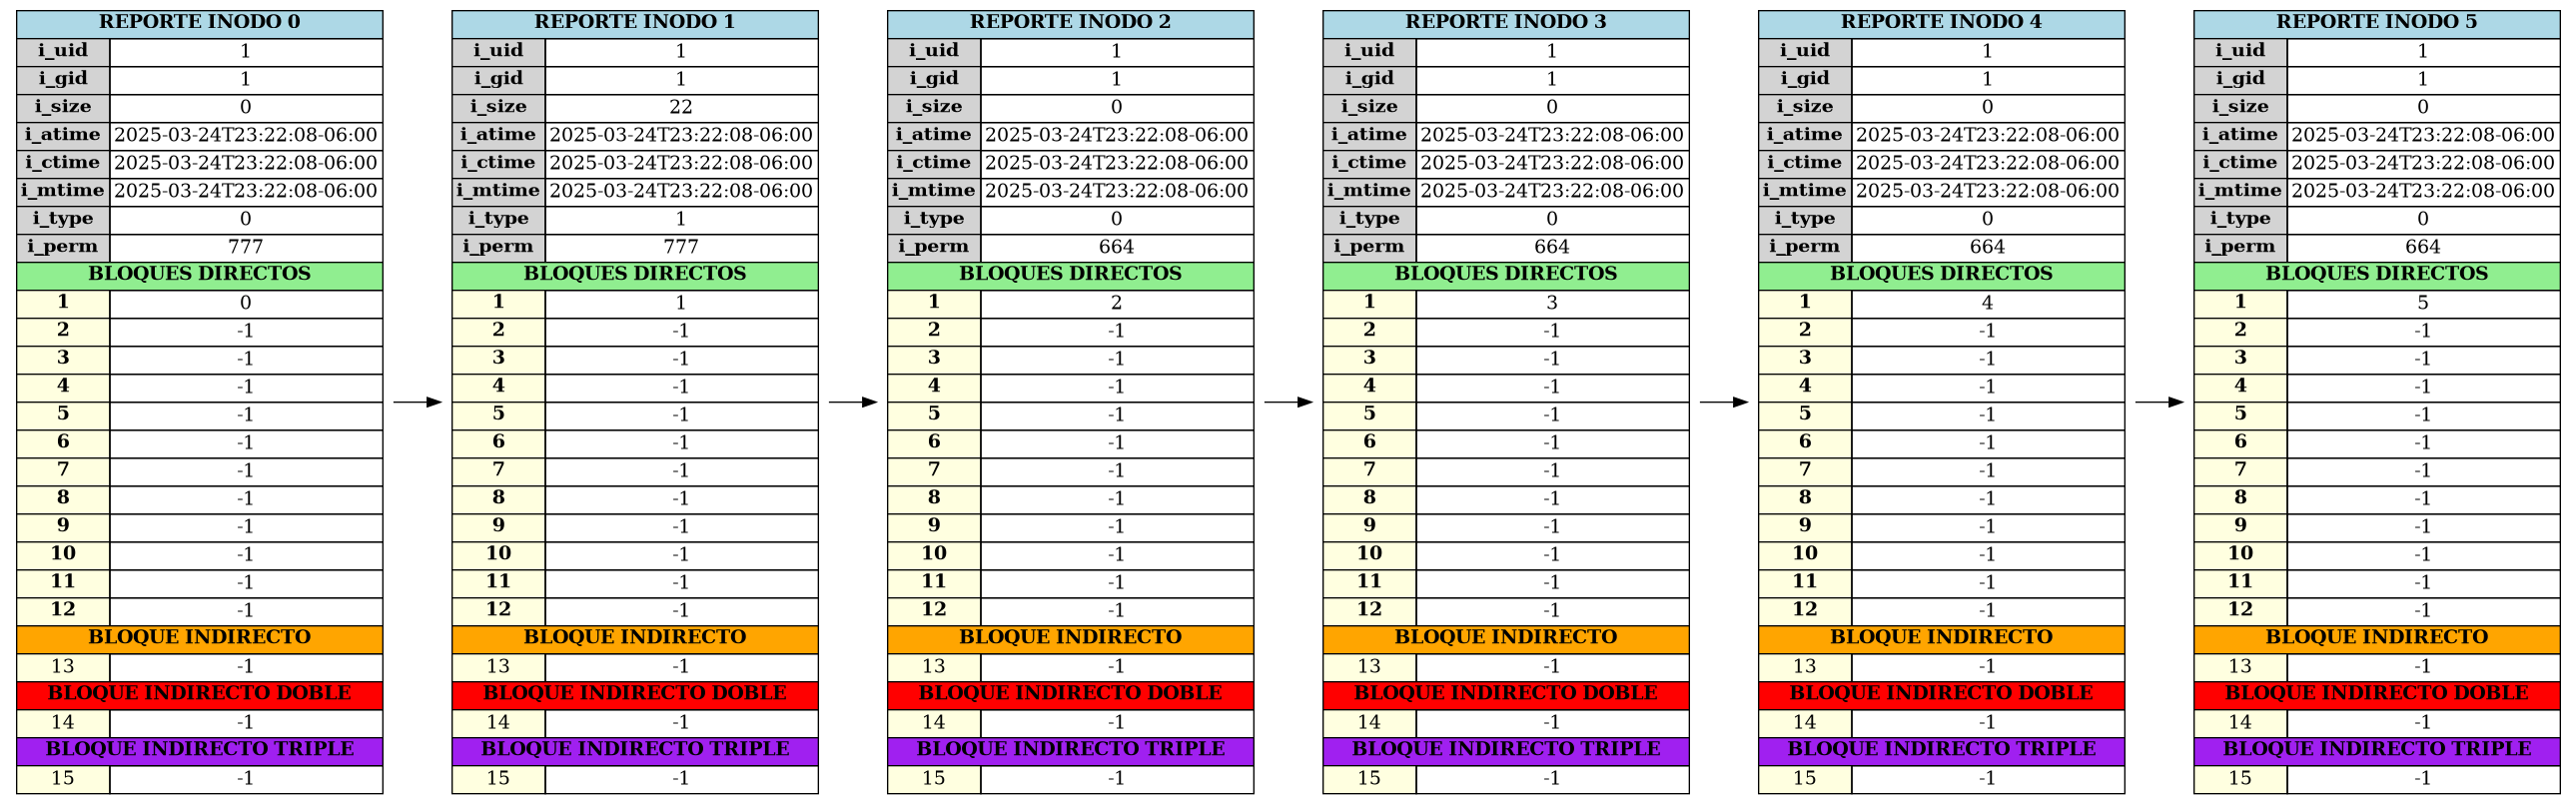 REPORTE INODO 0
i_uid 1
i_gid 1
i_size 0
i_atime 2025-03-24T23:22:08-06:00
i_ctime 2025-03-24T23:22:08-06:00
i_mtime 2025-03-24T23:22:08-06:00
i_type 0
i_perm 777
BLOQUES DIRECTOS
1 0
2 -1
3 -1
4 -1
5 -1
6 -1
7 -1
8 -1
9 -1
10 -1
11 -1
12 -1
BLOQUE INDIRECTO
13 -1
BLOQUE INDIRECTO DOBLE
14 -1
BLOQUE INDIRECTO TRIPLE
15 -1
REPORTE INODO 1
i_uid 1
i_gid 1
i_size 22
i_atime 2025-03-24T23:22:08-06:00
i_ctime 2025-03-24T23:22:08-06:00
i_mtime 2025-03-24T23:22:08-06:00
i_type 1
i_perm 777
BLOQUES DIRECTOS
1 1
2 -1
3 -1
4 -1
5 -1
6 -1
7 -1
8 -1
9 -1
10 -1
11 -1
12 -1
BLOQUE INDIRECTO
13 -1
BLOQUE INDIRECTO DOBLE
14 -1
BLOQUE INDIRECTO TRIPLE
15 -1
REPORTE INODO 2
i_uid 1
i_gid 1
i_size 0
i_atime 2025-03-24T23:22:08-06:00
i_ctime 2025-03-24T23:22:08-06:00
i_mtime 2025-03-24T23:22:08-06:00
i_type 0
i_perm 664
BLOQUES DIRECTOS
1 2
2 -1
3 -1
4 -1
5 -1
6 -1
7 -1
8 -1
9 -1
10 -1
11 -1
12 -1
BLOQUE INDIRECTO
13 -1
BLOQUE INDIRECTO DOBLE
14 -1
BLOQUE INDIRECTO TRIPLE
15 -1
REPORTE INODO 3
i_uid 1
i_gid 1
i_size 0
i_atime 2025-03-24T23:22:08-06:00
i_ctime 2025-03-24T23:22:08-06:00
i_mtime 2025-03-24T23:22:08-06:00
i_type 0
i_perm 664
BLOQUES DIRECTOS
1 3
2 -1
3 -1
4 -1
5 -1
6 -1
7 -1
8 -1
9 -1
10 -1
11 -1
12 -1
BLOQUE INDIRECTO
13 -1
BLOQUE INDIRECTO DOBLE
14 -1
BLOQUE INDIRECTO TRIPLE
15 -1
REPORTE INODO 4
i_uid 1
i_gid 1
i_size 0
i_atime 2025-03-24T23:22:08-06:00
i_ctime 2025-03-24T23:22:08-06:00
i_mtime 2025-03-24T23:22:08-06:00
i_type 0
i_perm 664
BLOQUES DIRECTOS
1 4
2 -1
3 -1
4 -1
5 -1
6 -1
7 -1
8 -1
9 -1
10 -1
11 -1
12 -1
BLOQUE INDIRECTO
13 -1
BLOQUE INDIRECTO DOBLE
14 -1
BLOQUE INDIRECTO TRIPLE
15 -1
REPORTE INODO 5
i_uid 1
i_gid 1
i_size 0
i_atime 2025-03-24T23:22:08-06:00
i_ctime 2025-03-24T23:22:08-06:00
i_mtime 2025-03-24T23:22:08-06:00
i_type 0
i_perm 664
BLOQUES DIRECTOS
1 5
2 -1
3 -1
4 -1
5 -1
6 -1
7 -1
8 -1
9 -1
10 -1
11 -1
12 -1
BLOQUE INDIRECTO
13 -1
BLOQUE INDIRECTO DOBLE
14 -1
BLOQUE INDIRECTO TRIPLE
15 -1